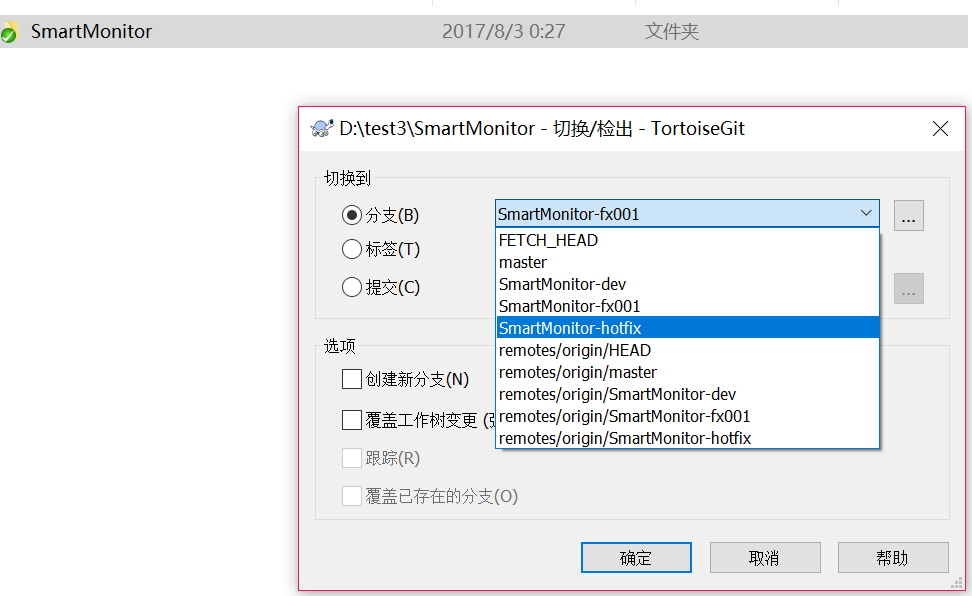 SmartMonitor 2017/8/3 0:27 文件夹
D:\test3\SmartMonitor - 切换/检出 - TortoiseGit
切换到
分支(B) SmartMonitor-fx001 ...
FETCH_HEAD
标签(T)
master
SmartMonitor-dev
提交(C) ...
SmartMonitor-fx001
SmartMonitor-hotfix
选项
remotes/origin/HEAD
remotes/origin/master
创建新分支(N)
remotes/origin/SmartMonitor-dev
覆盖工作树变更 (
remotes/origin/SmartMonitor-fx001
remotes/origin/SmartMonitor-hotfix
跟踪(R)
覆盖已存在的分支(O)
确定 取消 帮助